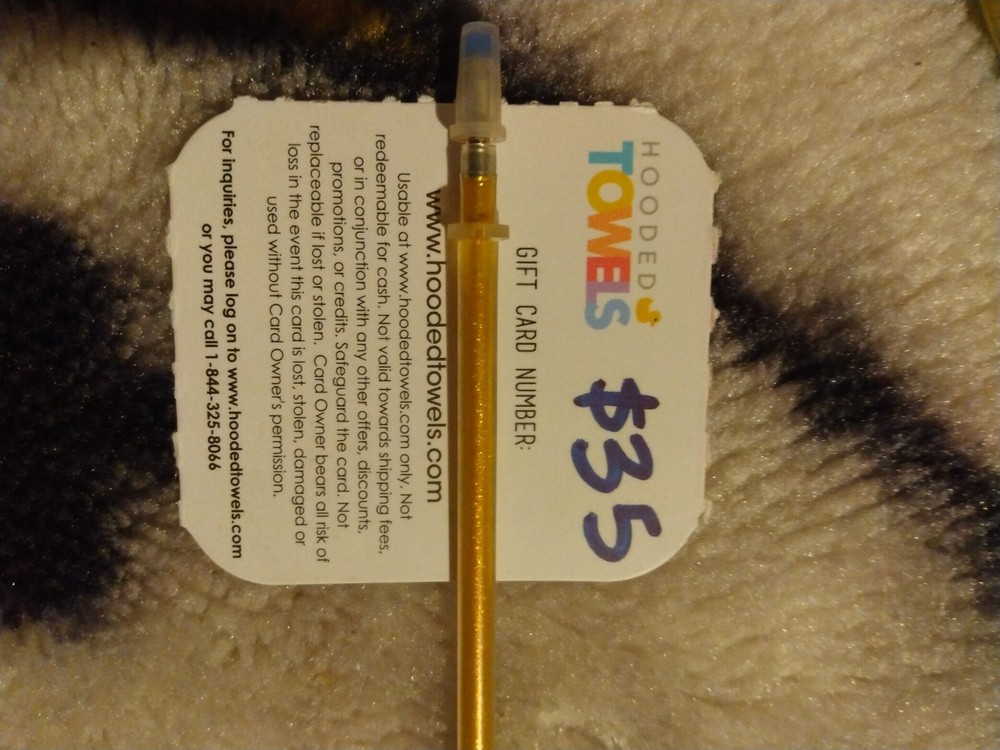 HOODED
TOWELS $35
GIFT CARD NUMBER:
www.hoodedtowels.com
Usable at www.hoodedtowels.com only. Not
redeemable for cash. Not valid towards shipping fees,
or in conjunction with any other offers, discounts,
promotions, or credits. Safeguard the card. Not
replaceable if lost or stolen. Card Owner bears all risk of
loss in the event this card is lost, stolen, damaged or
used without Card Owner's permission.
For inquiries, please log on to www.hoodedtowels.com
or you may call 1-844-325-8066